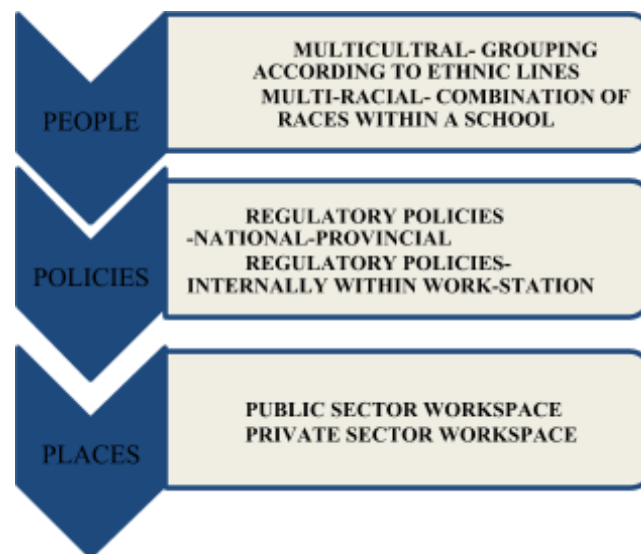 PEOPLE
MULTICULTRAL- GROUPING
ACCORDING TO ETHNIC LINES
MULTI-RACIAL- COMBINATION OF
RACES WITHIN A SCHOOL
POLICIES
REGULATORY POLICIES
-NATIONAL-PROVINCIAL
REGULATORY POLICIES-
INTERNALLY WITHIN WORK-STATION
PLACES
PUBLIC SECTOR WORKSPACE
PRIVATE SECTOR WORKSPACE